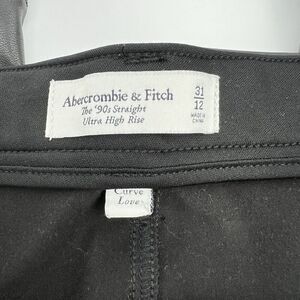 Abercrombie & Fitch
The '90s Straight
Ultra High Rise
31
12
MADE IN
CHINA
Curve
Love